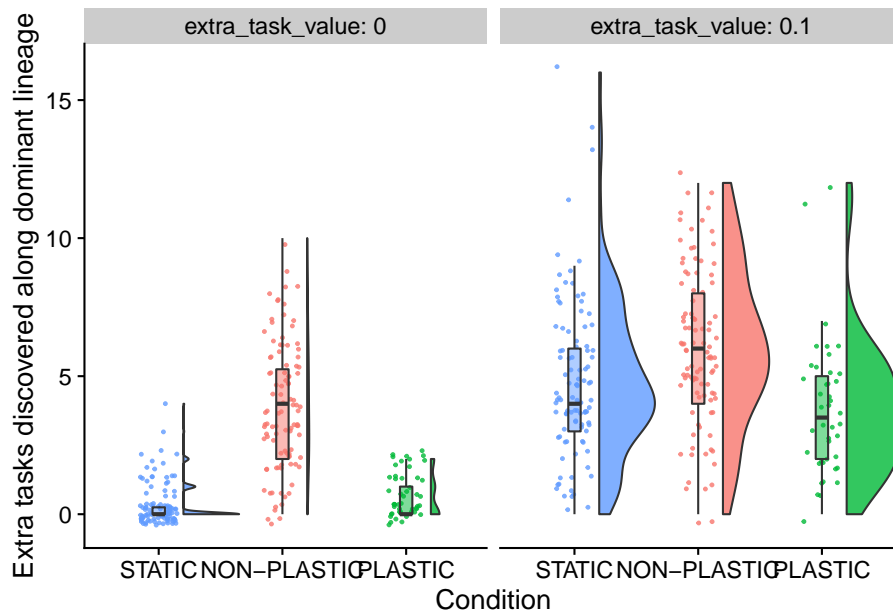 extra_task_value: 0
extra_task_value: 0.1
Extra tasks discovered along dominant lineage
15
10
5
0
STATIC NON−PLASTIC PLASTIC
STATIC NON−PLASTIC PLASTIC
Condition